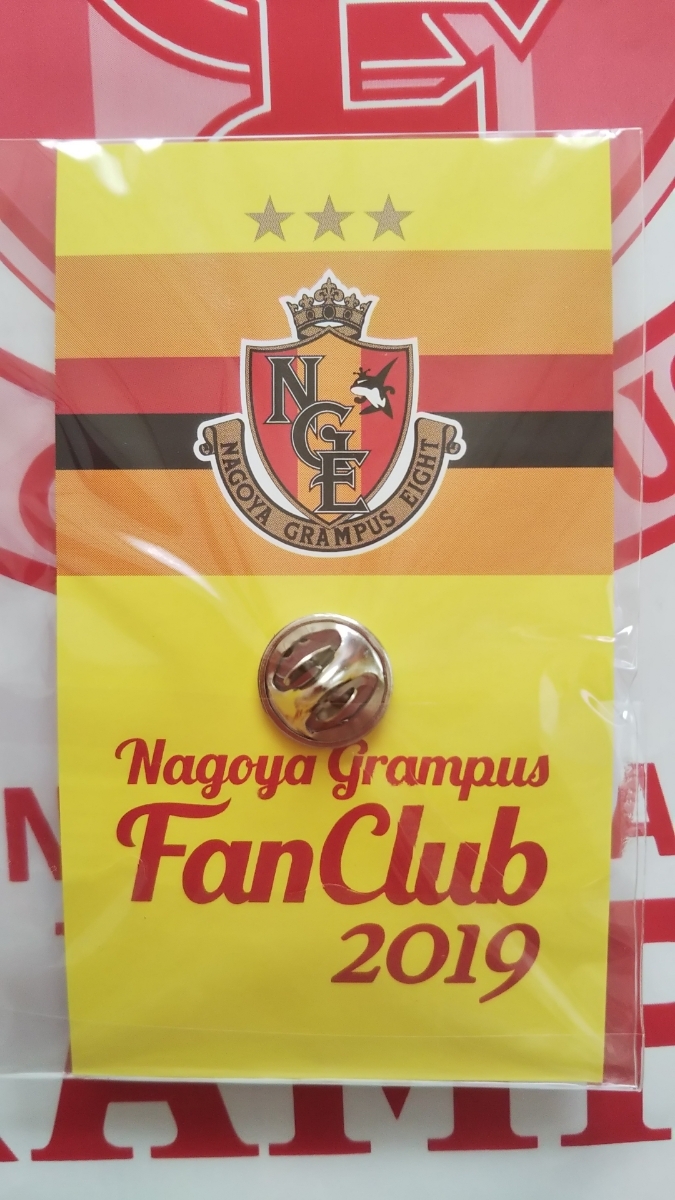 NGE
NAGOYA GRAMPUS EIGHT
Nagoya Grampus
FanClub
2019